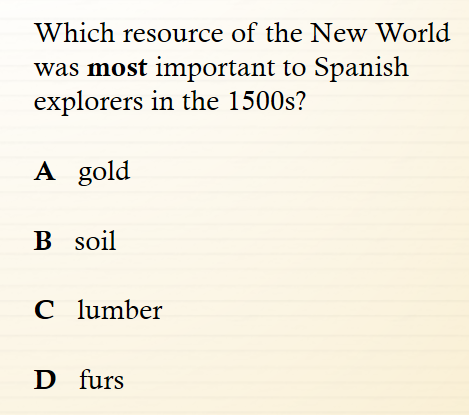 Which resource of the New World
was most important to Spanish
explorers in the 1500s?
A gold
B soil
C lumber
D furs